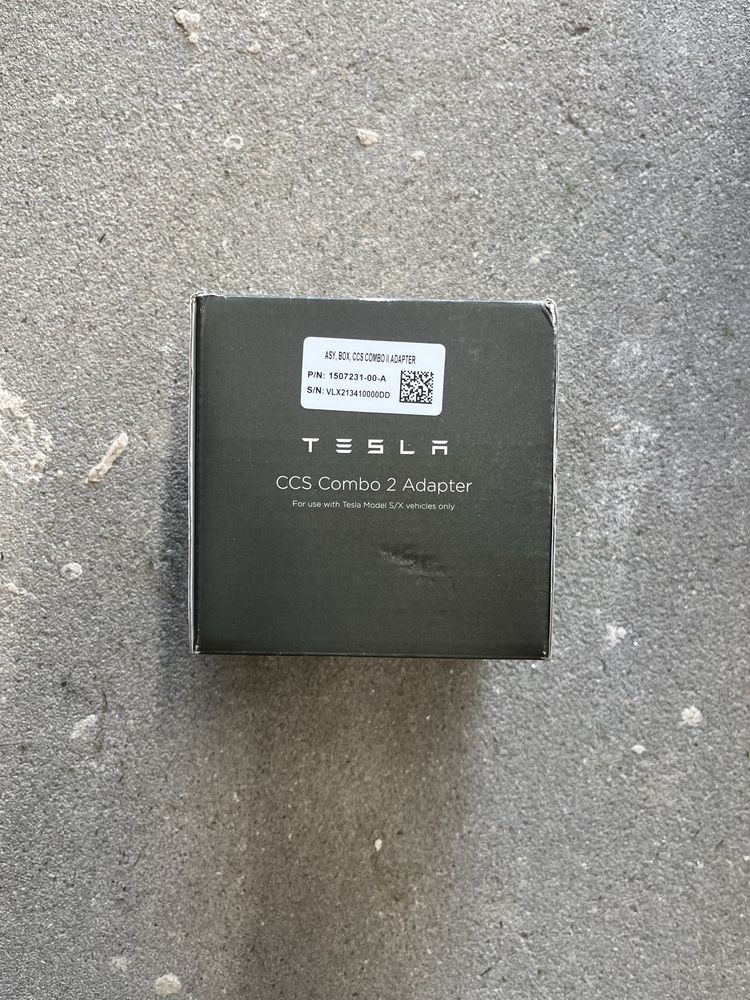 ASY, BOX, CCS COMBO II ADAPTER
P/N: 1507231-00-A
S/N: VLX213410000DD
TESLA
CCS Combo 2 Adapter
For use with Tesla Model S/X vehicles only